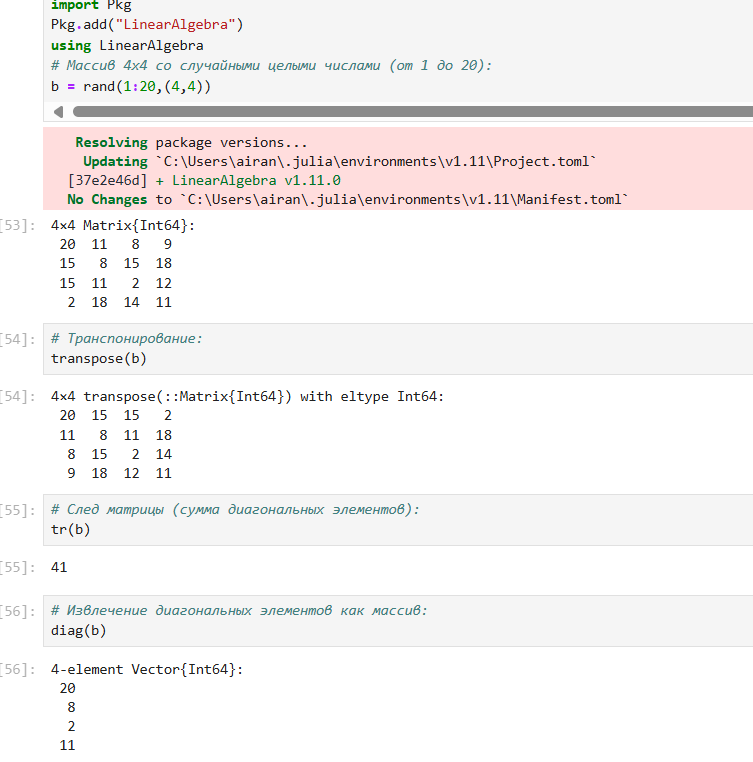 import Pkg
Pkg.add("LinearAlgebra")
using LinearAlgebra
# Массив 4x4 со случайными целыми числами (от 1 до 20):
b = rand(1:20,(4,4))
Resolving package versions...
Updating `C:\Users\airan\.julia\environments\v1.11\Project.toml`
[37e2e46d] + LinearAlgebra v1.11.0
No Changes to `C:\Users\airan\.julia\environments\v1.11\Manifest.toml`
[53]: 4×4 Matrix{Int64}:
20 11 8 9
15 8 15 18
15 11 2 12
2 18 14 11
[54]: # Транспонирование:
transpose(b)
[54]: 4×4 transpose(::Matrix{Int64}) with eltype Int64:
20 15 15 2
11 8 11 18
8 15 2 14
9 18 12 11
[55]: # След матрицы (сумма диагональных элементов):
tr(b)
[55]: 41
[56]: # Извлечение диагональных элементов как массив:
diag(b)
[56]: 4-element Vector{Int64}:
20
8
2
11